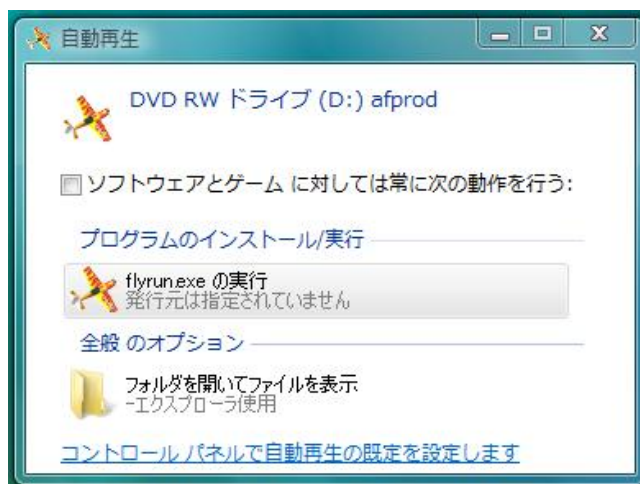 自動再生
DVD RW ドライブ (D:) afprod
ソフトウェアとゲーム に対しては常に次の動作を行う:
プログラムのインストール/実行
flyrun.exe の実行
発行元は指定されていません
全般 のオプション
フォルダを開いてファイルを表示
-エクスプローラ使用
コントロール パネルで自動再生の既定を設定します